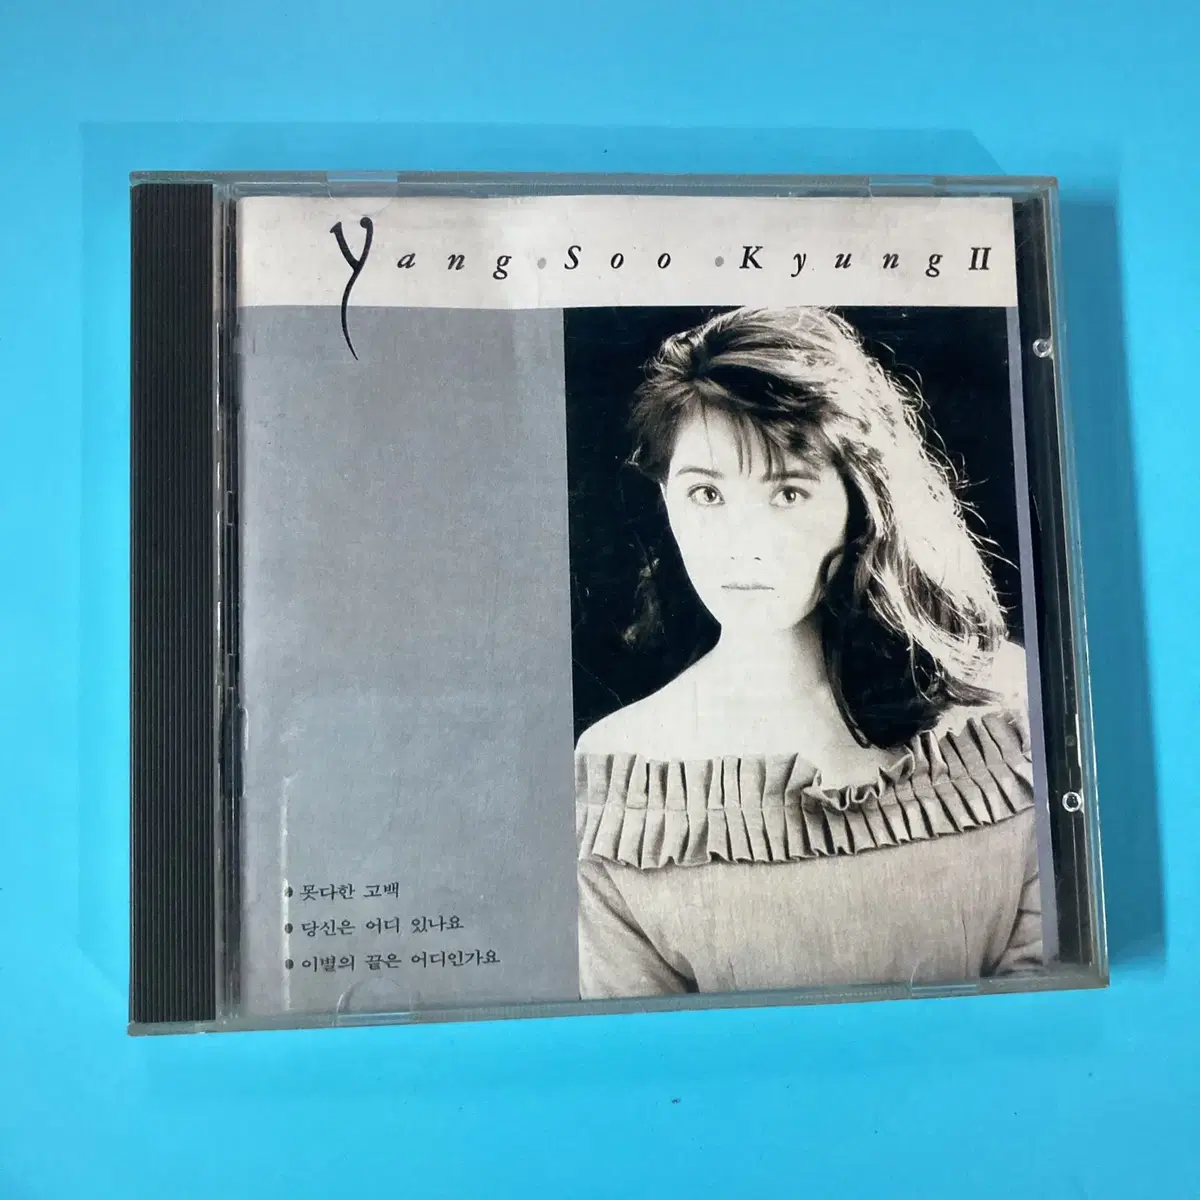 Yang • Soo • Kyung II
• 못다한 고백
• 당신은 어디 있나요
• 이별의 끝은 어디인가요